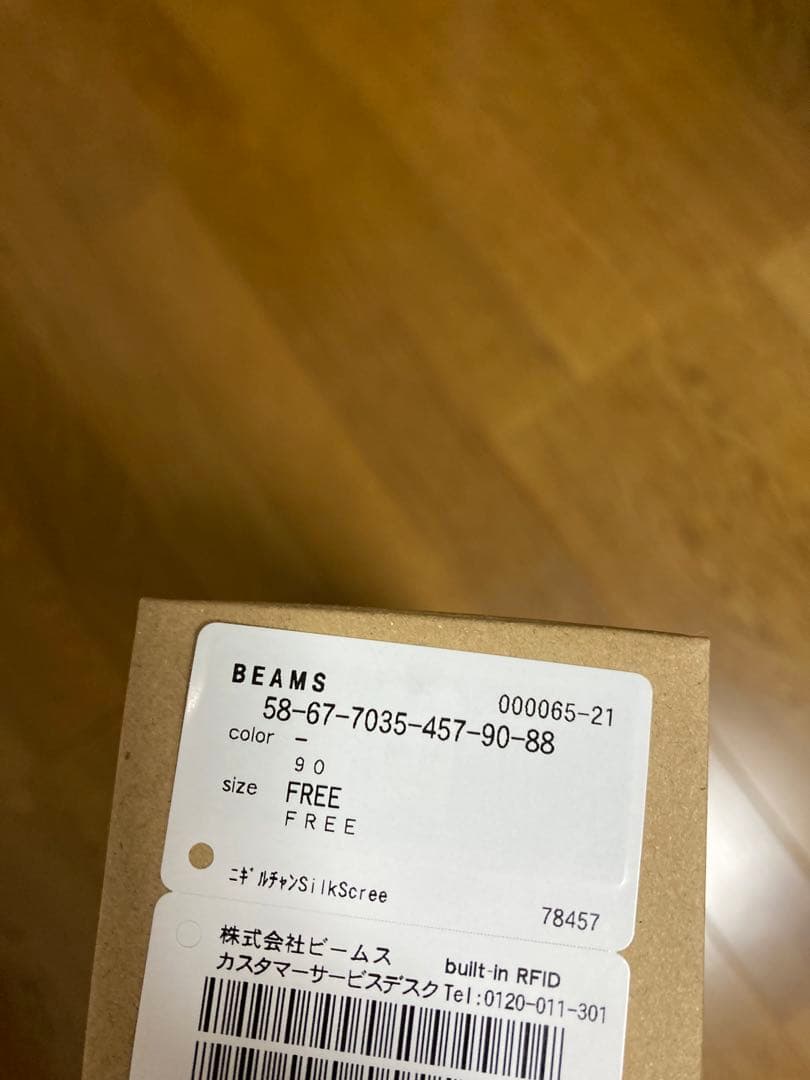 BEAMS
000065-21
58-67-7035-457-90-88
color -
90
size FREE
FREE
ﾆｷﾞﾙﾁｬﾝSilkScree
78457
株式会社ビームス built-in RFID
カスタマーサービスデスク Tel:0120-011-301